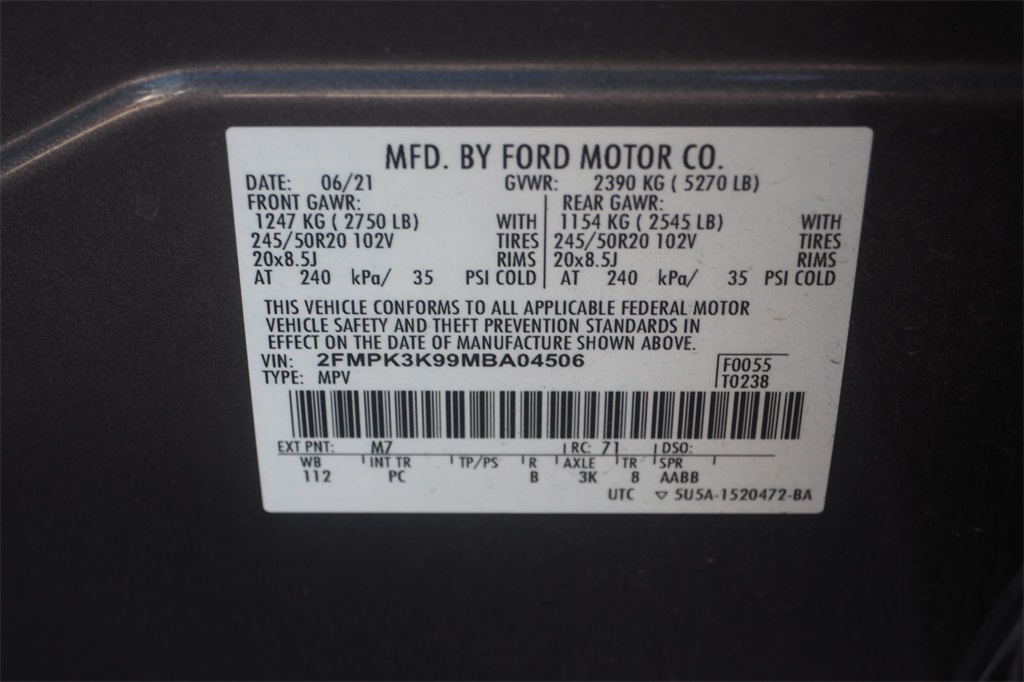 MFD. BY FORD MOTOR CO.
DATE: 06/21 GVWR: 2390 KG ( 5270 LB)
FRONT GAWR: REAR GAWR:
1247 KG ( 2750 LB) WITH 1154 KG ( 2545 LB) WITH
245/50R20 102V TIRES 245/50R20 102V TIRES
20x8.5J RIMS 20x8.5J RIMS
AT 240 kPa/ 35 PSI COLD AT 240 kPa/ 35 PSI COLD
THIS VEHICLE CONFORMS TO ALL APPLICABLE FEDERAL MOTOR
VEHICLE SAFETY AND THEFT PREVENTION STANDARDS IN
EFFECT ON THE DATE OF MANUFACTURE SHOWN ABOVE.
VIN: 2FMPK3K99MBA04506 F0055
TYPE: MPV T0238
EXT PNT: M7 RC: 71 DSO:
WB INT TR TP/PS R AXLE TR SPR
112 PC B 3K 8 AABB
UTC ▽ 5U5A-1520472-BA